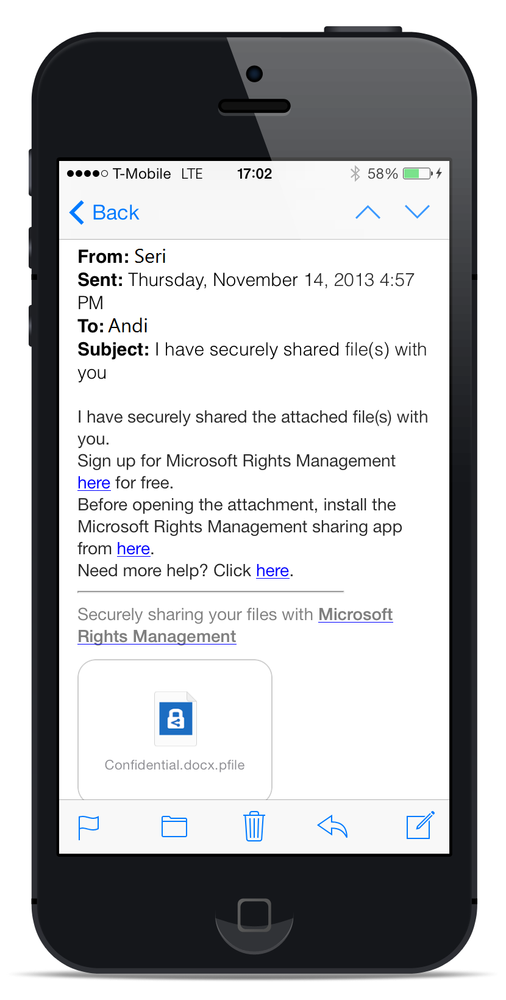 T-Mobile LTE 17:02 58%
Back
From: Seri
Sent: Thursday, November 14, 2013 4:57
PM
To: Andi
Subject: I have securely shared file(s) with
you
I have securely shared the attached file(s) with
you.
Sign up for Microsoft Rights Management
here for free.
Before opening the attachment, install the
Microsoft Rights Management sharing app
from here.
Need more help? Click here.
Securely sharing your files with Microsoft
Rights Management
Confidential.docx.pfile